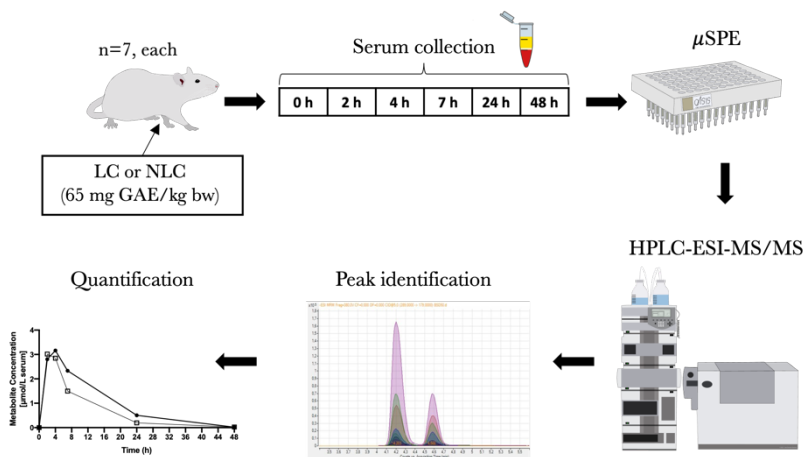 n=7, each
Serum collection
µSPE
0 h 2 h 4 h 7 h 24 h 48 h
LC or NLC
(65 mg GAE/kg bw)
HPLC-ESI-MS/MS
Quantification
Peak identification
Metabolite Concentration
[µmol/L serum]
4
3
2
1
0
0 4 8 12 16 20 24 28 32 36 40 44 48
Time (h)